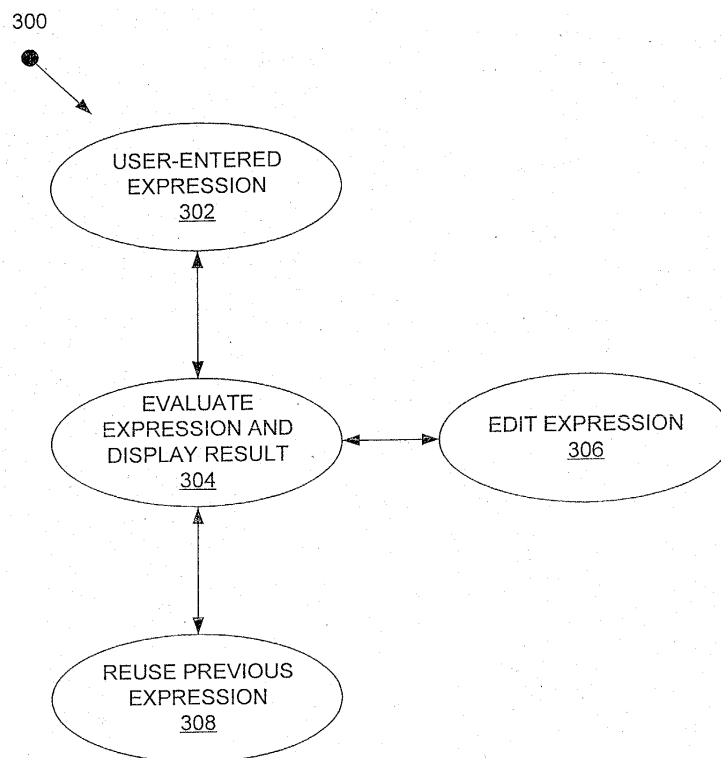 300
USER-ENTERED
EXPRESSION
302
EVALUATE
EXPRESSION AND
DISPLAY RESULT
304
EDIT EXPRESSION
306
REUSE PREVIOUS
EXPRESSION
308